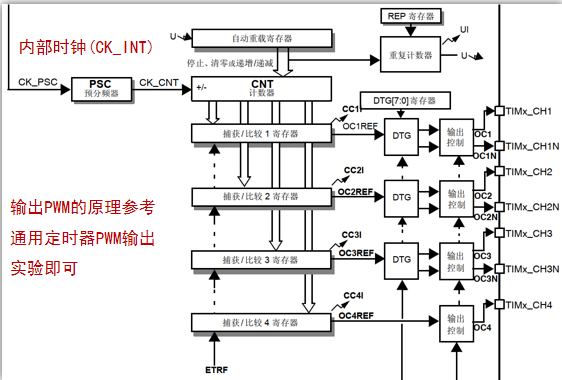 REP 寄存器
内部时钟(CK_INT)
U
自动重载寄存器
UI
停止、清零或递增/递减
重复计数器
U
CK_PSC
PSC
预分频器
CK_CNT
+/-
CNT
计数器
CC1I
DTG[7:0]寄存器
捕获/比较 1 寄存器
OC1REF
DTG
输出
控制
OC1
OC1N
TIMx_CH1
TIMx_CH1N
CC2I
捕获/比较 2 寄存器
OC2REF
DTG
输出
控制
OC2
OC2N
TIMx_CH2
TIMx_CH2N
输出PWM的原理参考
通用定时器PWM输出
实验即可
CC3I
捕获/比较 3 寄存器
OC3REF
DTG
输出
控制
OC3
OC3N
TIMx_CH3
TIMx_CH3N
CC4I
捕获/比较 4 寄存器
OC4REF
输出
控制
OC4
TIMx_CH4
ETRF